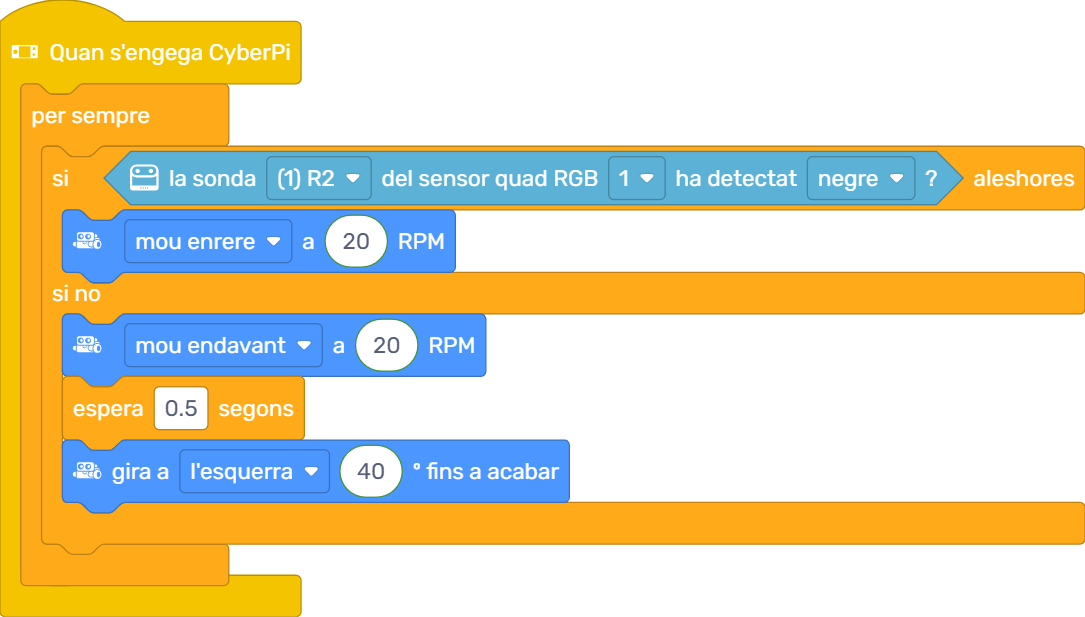 Quan s'engega CyberPi
per sempre
si la sonda (1) R2 del sensor quad RGB 1 ha detectat negre ? aleshores
mou enrere a 20 RPM
si no
mou endavant a 20 RPM
espera 0.5 segons
gira a l'esquerra 40 ° fins a acabar